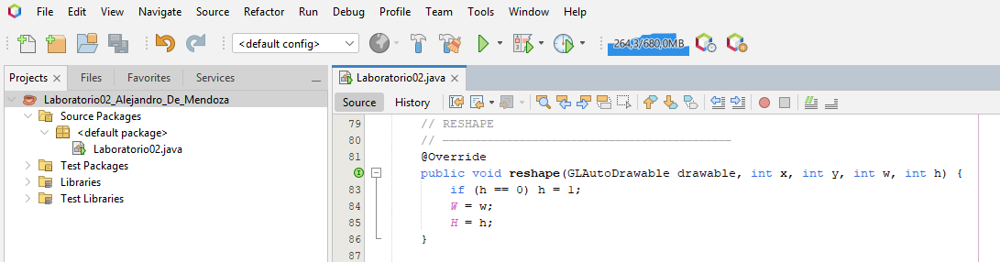 File Edit View Navigate Source Refactor Run Debug Profile Team Tools Window Help
<default config>
264,3/680,0MB
Projects Files Favorites Services
Laboratorio02_Alejandro_De_Mendoza
Source Packages
<default package>
Laboratorio02.java
Test Packages
Libraries
Test Libraries
Laboratorio02.java
Source History
79 // RESHAPE
80 // ─────────────────────────────────────────────
81 @Override
public void reshape(GLAutoDrawable drawable, int x, int y, int w, int h) {
83 if (h == 0) h = 1;
84 W = w;
85 H = h;
86 }
87